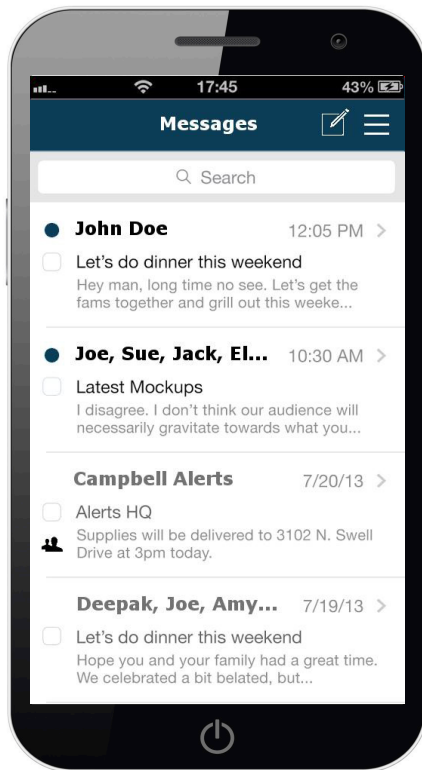 17:45 43%
Messages
Search
John Doe 12:05 PM
Let's do dinner this weekend
Hey man, long time no see. Let's get the
fams together and grill out this weeke...
Joe, Sue, Jack, El... 10:30 AM
Latest Mockups
I disagree. I don't think our audience will
necessarily gravitate towards what you...
Campbell Alerts 7/20/13
Alerts HQ
Supplies will be delivered to 3102 N. Swell
Drive at 3pm today.
Deepak, Joe, Amy... 7/19/13
Let's do dinner this weekend
Hope you and your family had a great time.
We celebrated a bit belated, but...